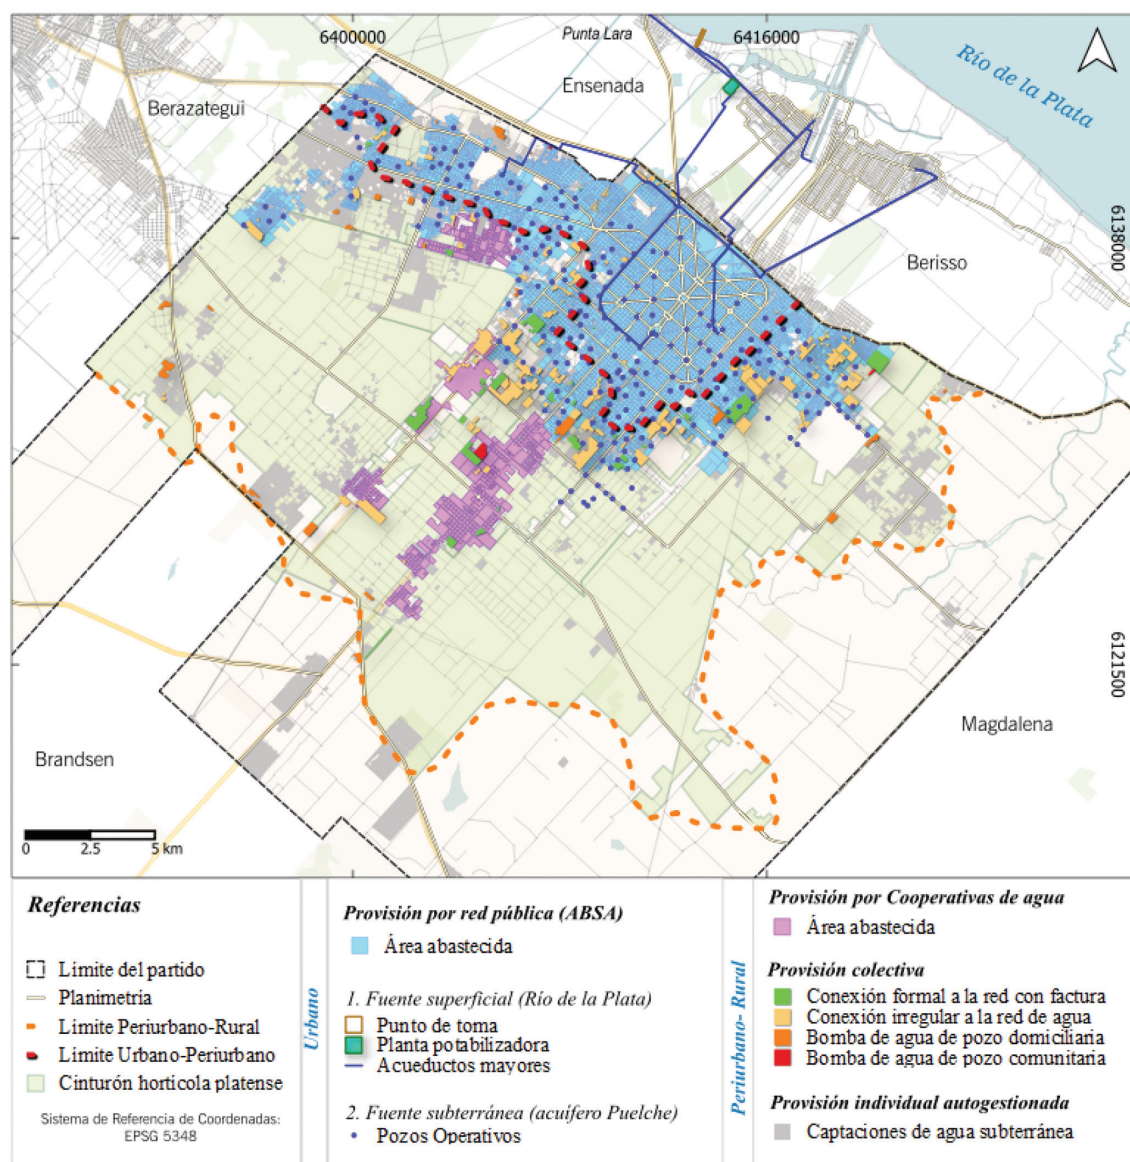 6400000
6416000
Punta Lara
Ensenada
Río de la Plata
Berazategui
6138000
Berisso
6121500
Magdalena
Brandsen
0 2.5 5 km
Referencias
Límite del partido
Planimetría
Límite Periurbano-Rural
Límite Urbano-Periurbano
Cinturón hortícola platense
Sistema de Referencia de Coordenadas:
EPSG 5348
Urbano
Provisión por red pública (ABSA)
Área abastecida
1. Fuente superficial (Río de la Plata)
Punto de toma
Planta potabilizadora
Acueductos mayores
2. Fuente subterránea (acuífero Puelche)
Pozos Operativos
Periurbano- Rural
Provisión por Cooperativas de agua
Área abastecida
Provisión colectiva
Conexión formal a la red con factura
Conexión irregular a la red de agua
Bomba de agua de pozo domiciliaria
Bomba de agua de pozo comunitaria
Provisión individual autogestionada
Captaciones de agua subterránea